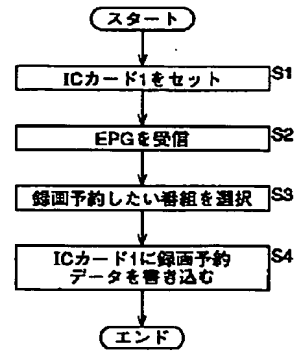 スタート
ICカード1をセット
S1
EPGを受信
S2
録画予約したい番組を選択
S3
ICカード1に録画予約
データを書き込む
S4
エンド